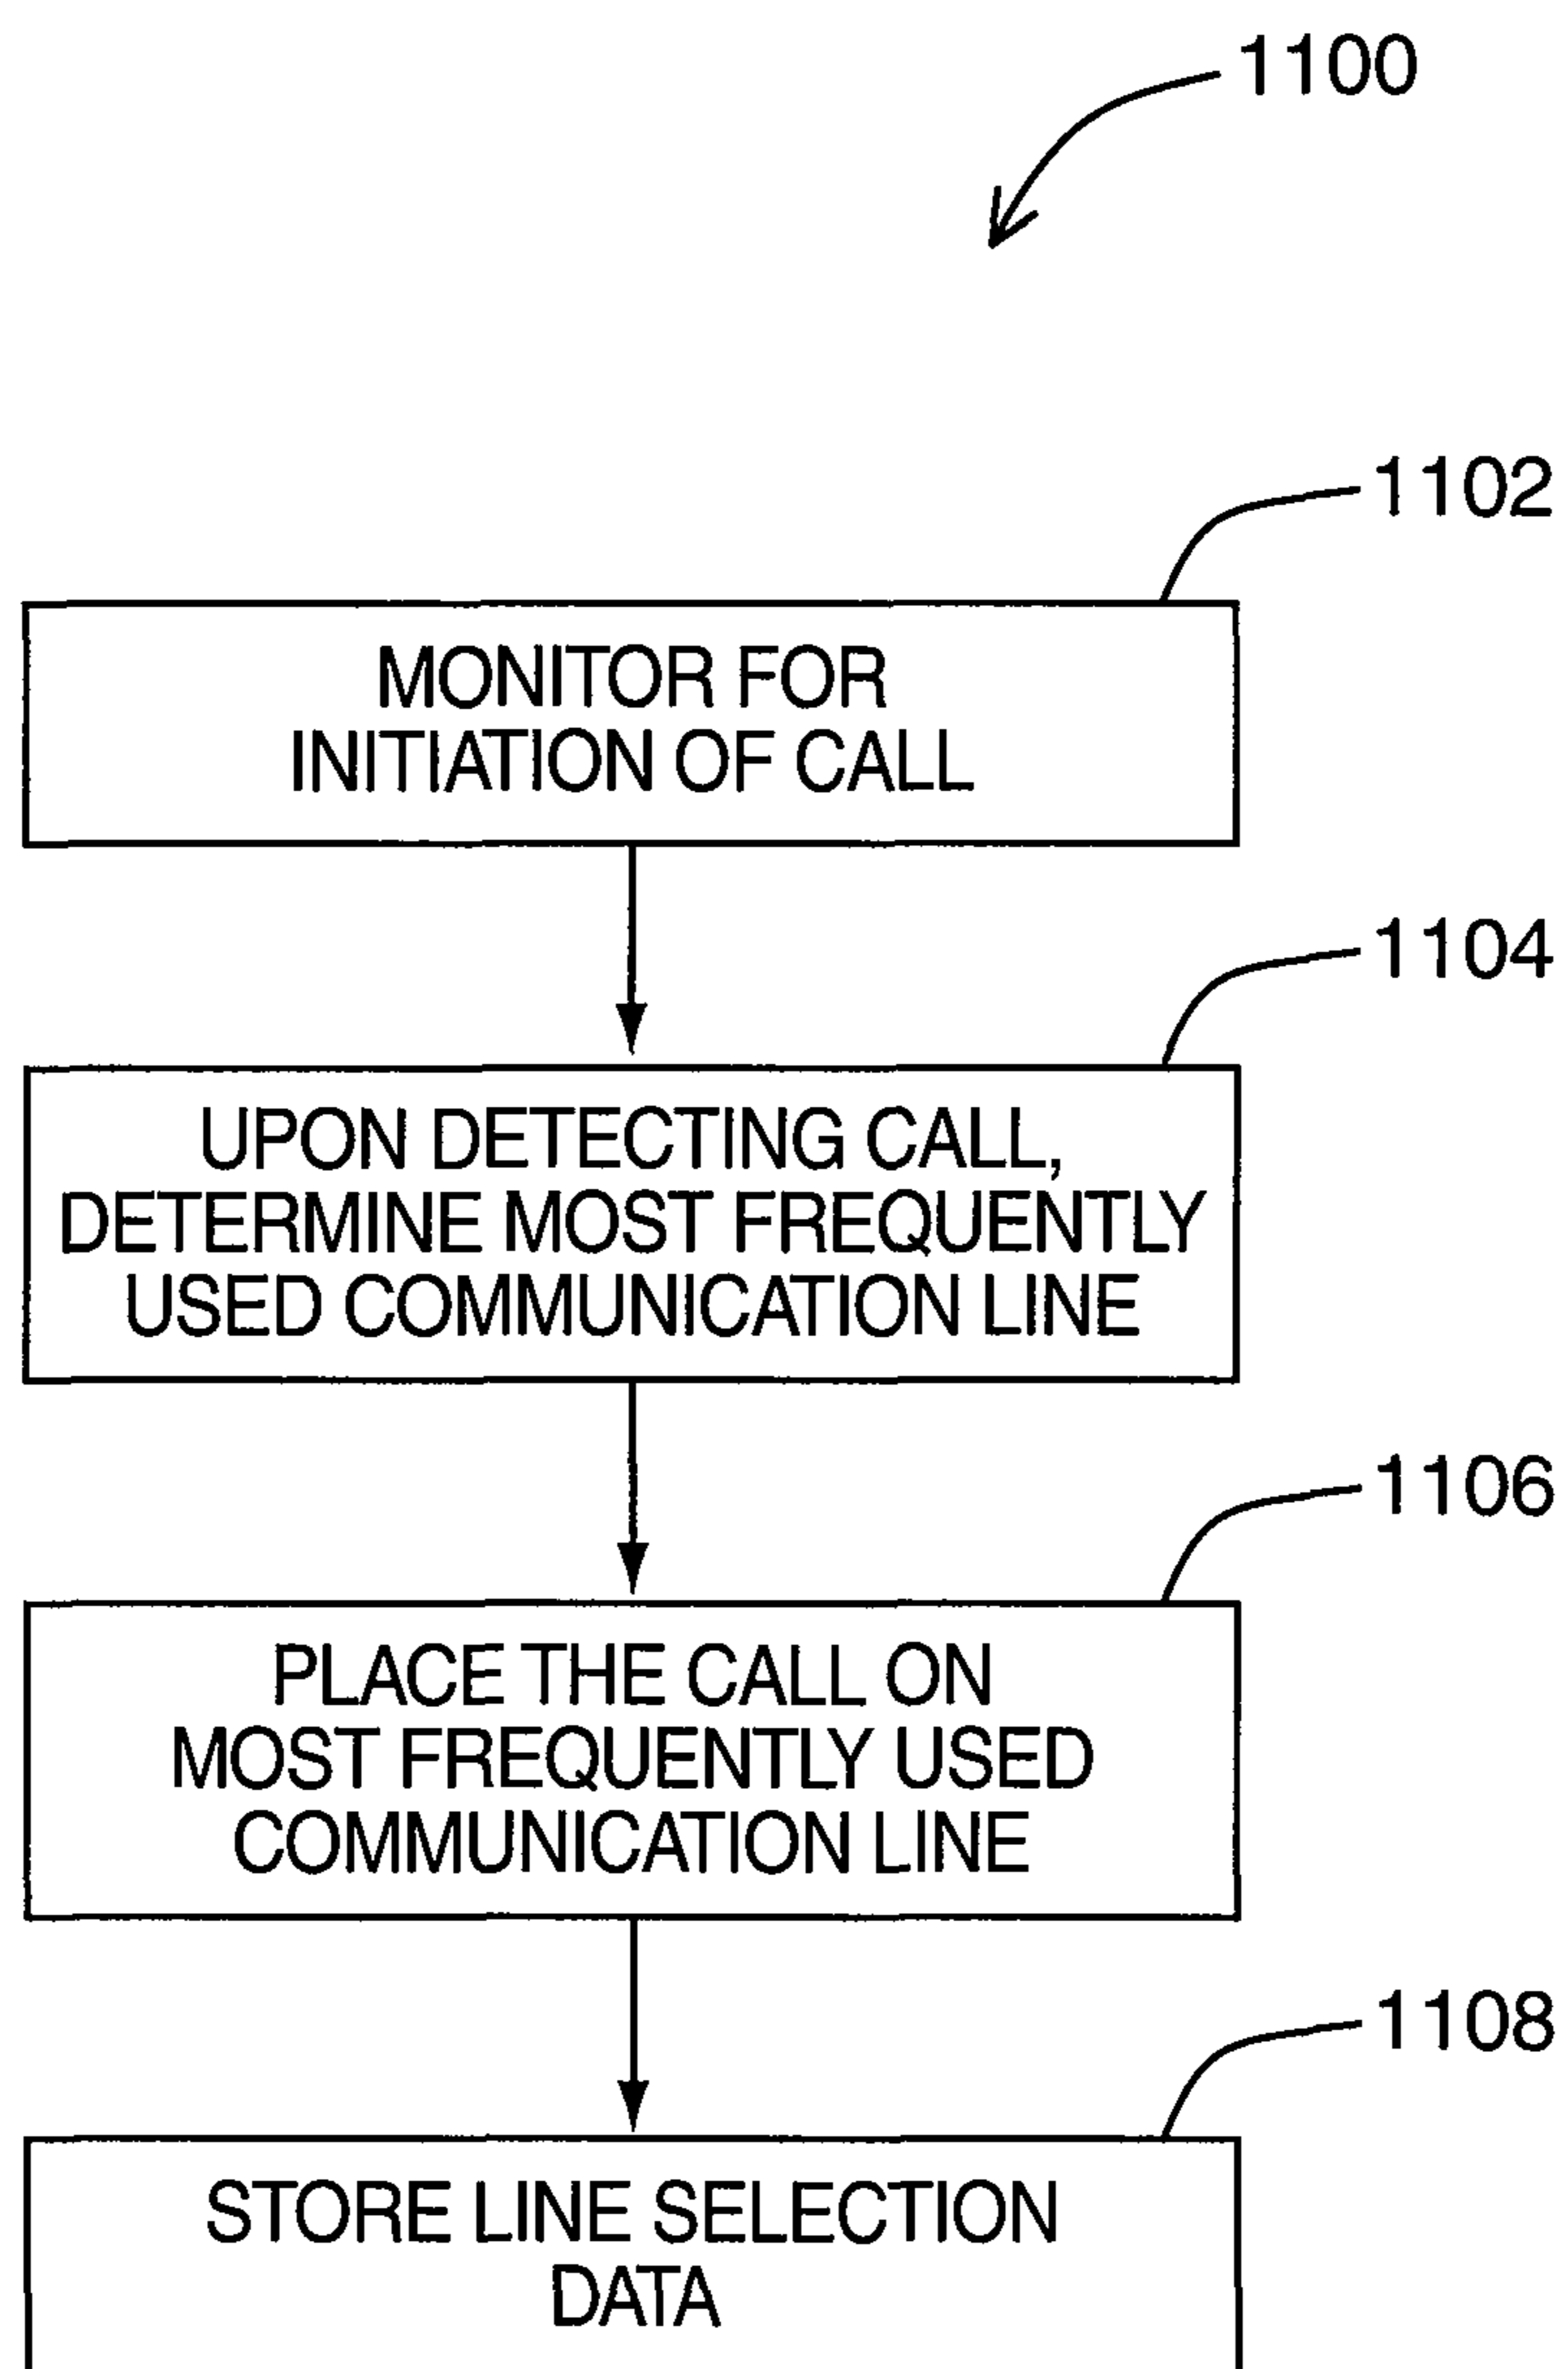 1100
1102
MONITOR FOR
INITIATION OF CALL
1104
UPON DETECTING CALL,
DETERMINE MOST FREQUENTLY
USED COMMUNICATION LINE
1106
PLACE THE CALL ON
MOST FREQUENTLY USED
COMMUNICATION LINE
1108
STORE LINE SELECTION
DATA